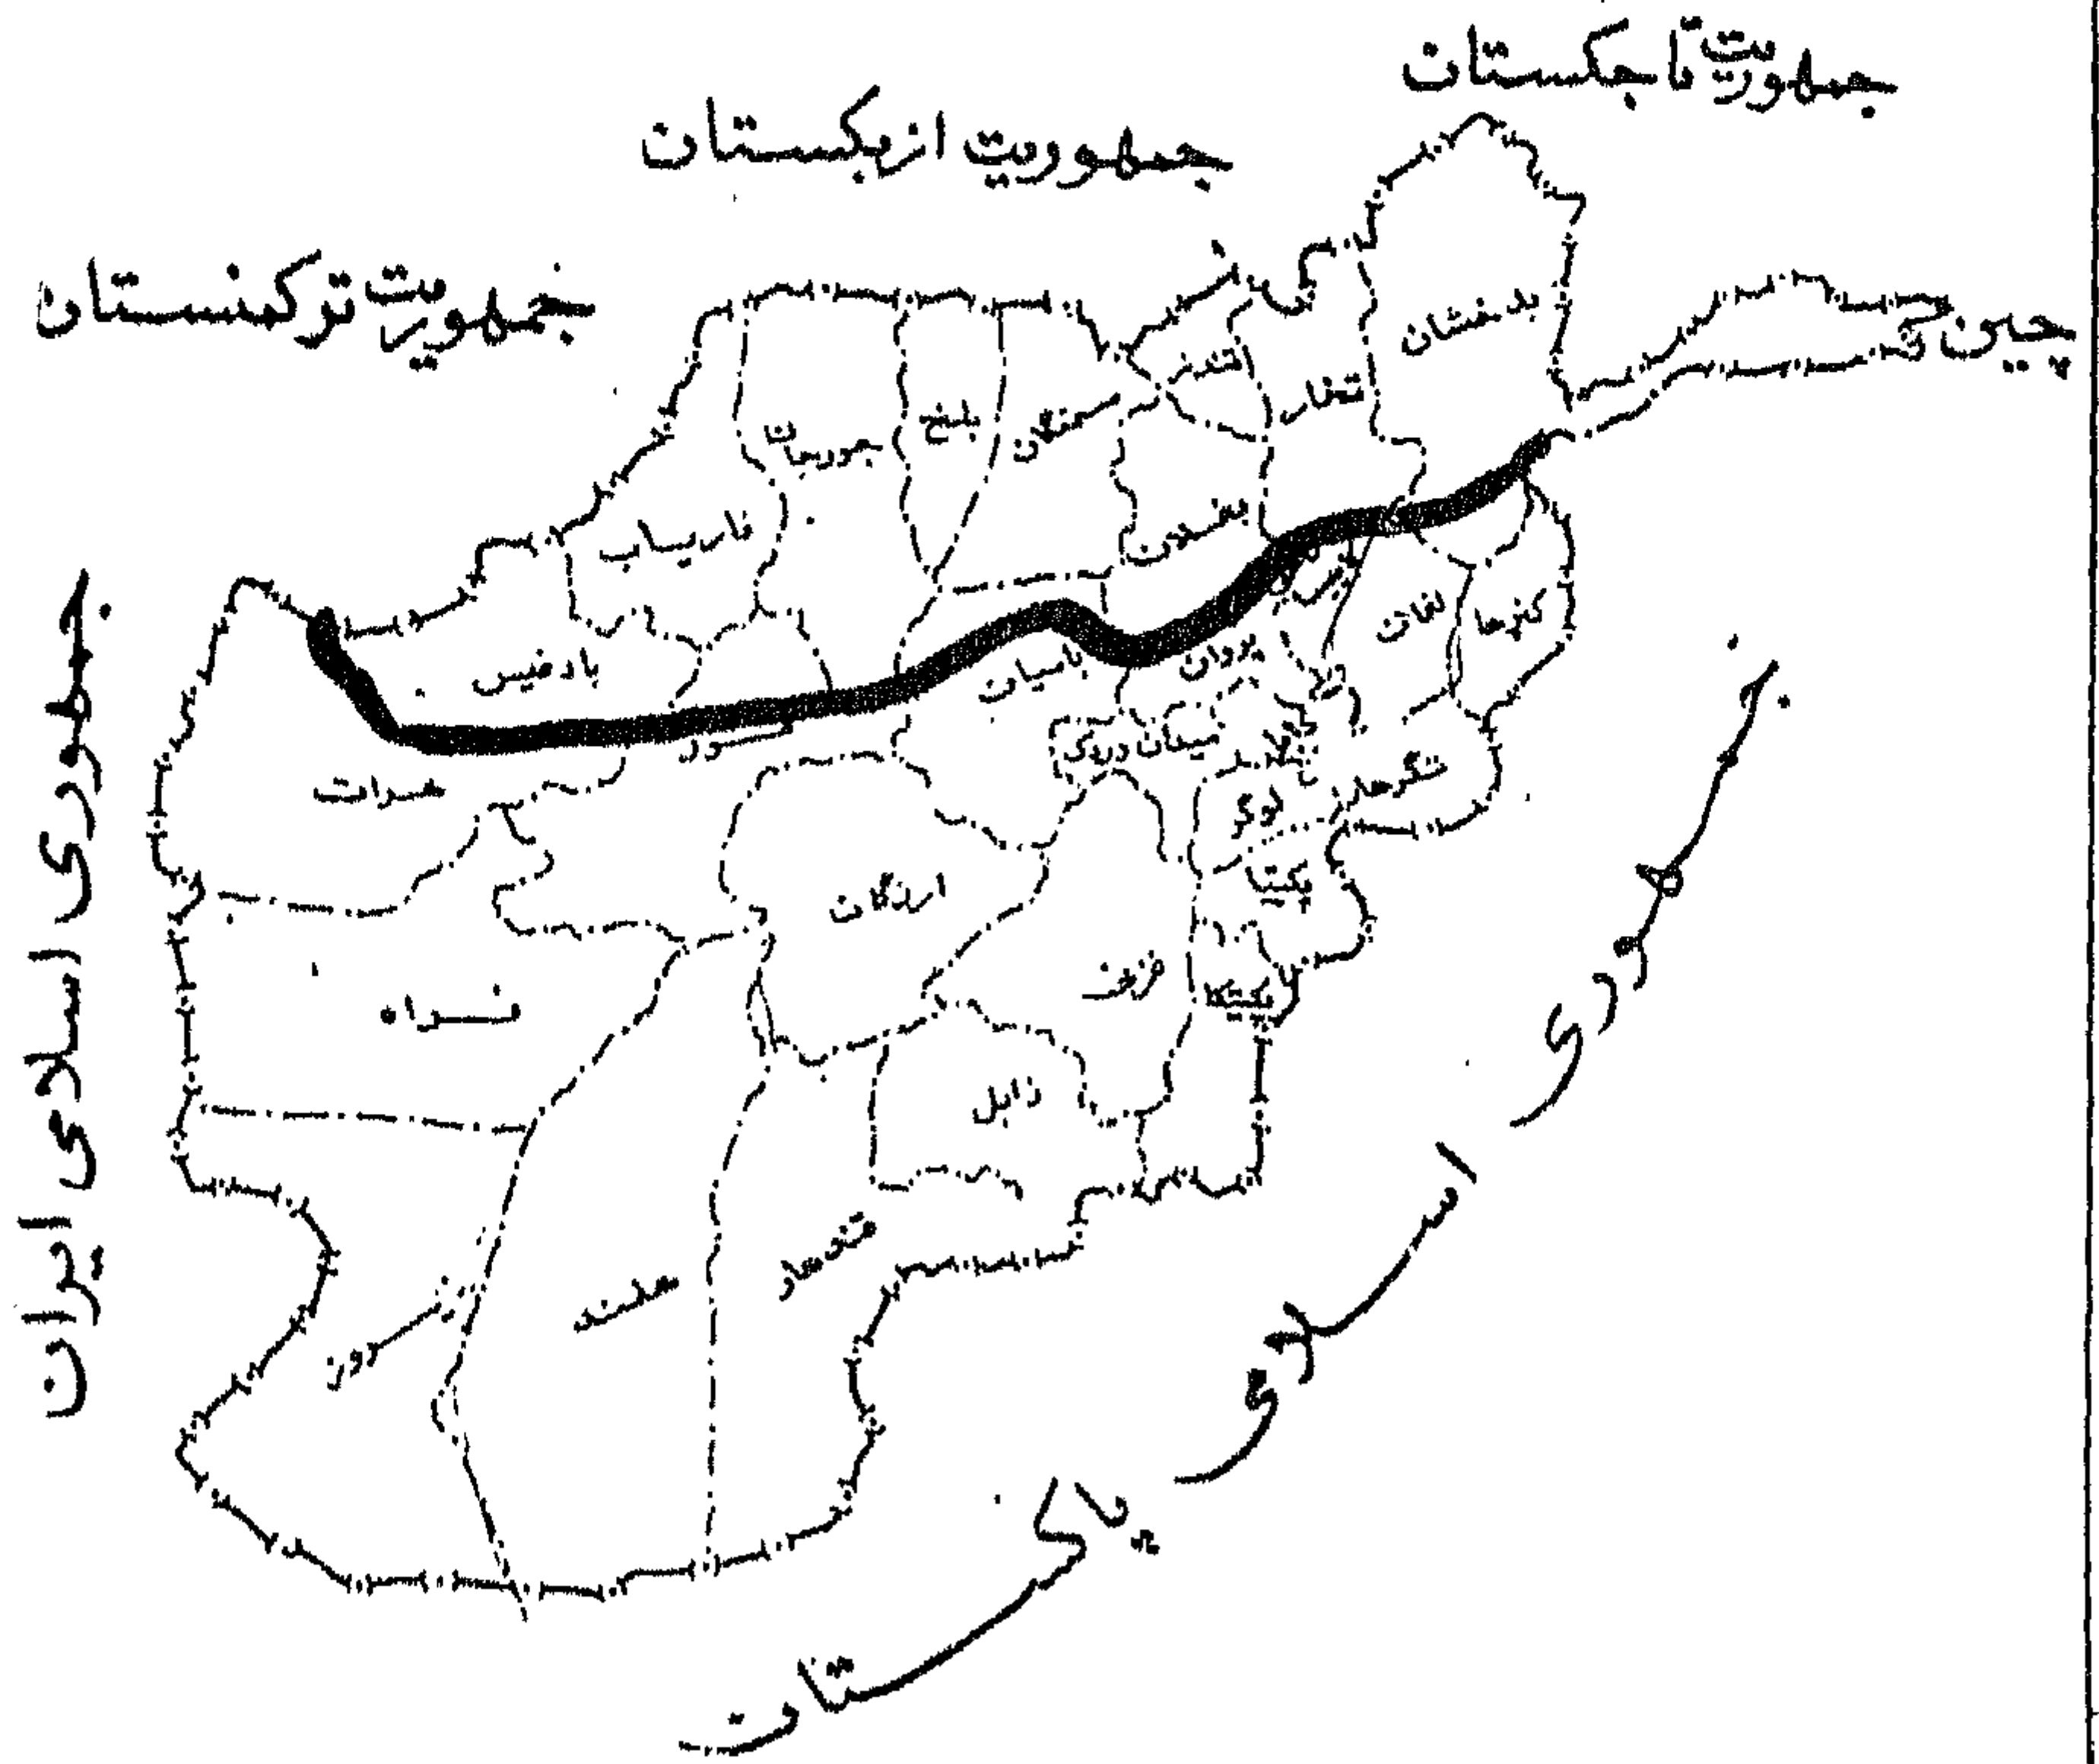 جمهوریت تاجکستان
جمهوریت ازبکستان
جمهوریت ترکمنستان
چین
بدخشان
تخار
قندز
سمنگان
بلخ
جوزجان
فاریاب
بغلان
بادغیس
لغمان
کنرها
بامیان
پروان
میدان وردک
ننگرهار
لوگر
هرات
غور
پکتیا
ارزگان
غزنی
پکتیکا
فراه
زابل
قندهار
هلمند
نیمروز
جمهوری اسلامی ایران
جمهوری اسلامی پاکستان